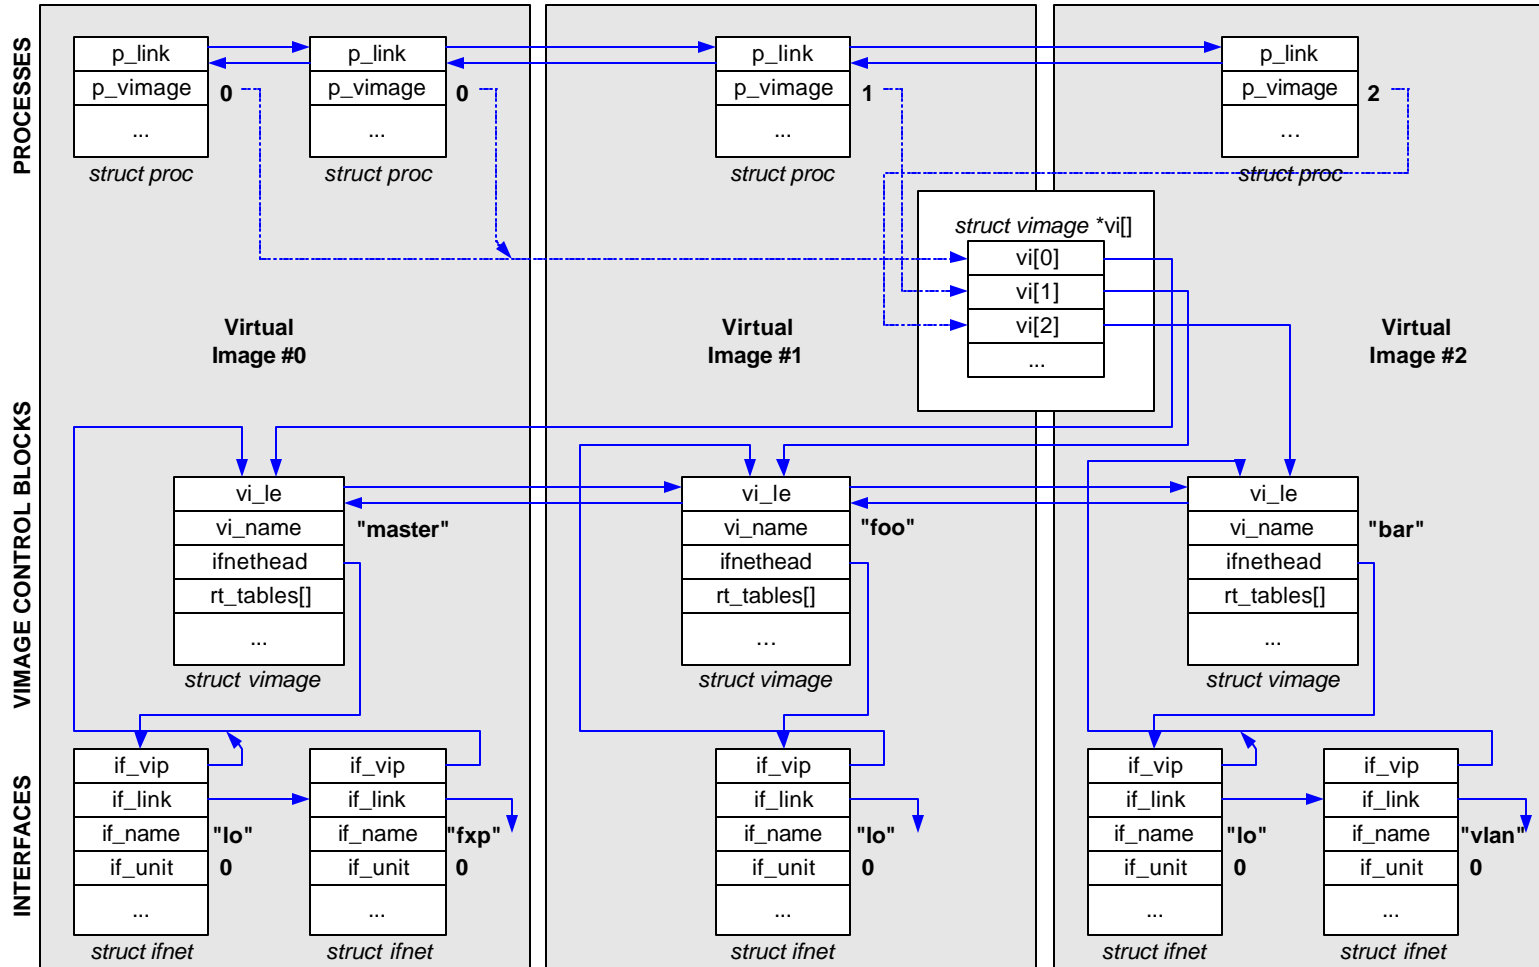 PROCESSES
p_link
p_vimage
...
struct proc
0
p_link
p_vimage
...
struct proc
0
p_link
p_vimage
...
struct proc
1
p_link
p_vimage
...
struct proc
2
struct vimage *vi[]
vi[0]
vi[1]
vi[2]
...
Virtual
Image #0
Virtual
Image #1
Virtual
Image #2
VIMAGE CONTROL BLOCKS
vi_le
vi_name
ifnethead
rt_tables[]
...
struct vimage
"master"
vi_le
vi_name
ifnethead
rt_tables[]
...
struct vimage
"foo"
vi_le
vi_name
ifnethead
rt_tables[]
...
struct vimage
"bar"
INTERFACES
if_vip
if_link
if_name
if_unit
...
struct ifnet
"lo"
0
if_vip
if_link
if_name
if_unit
...
struct ifnet
"fxp"
0
if_vip
if_link
if_name
if_unit
...
struct ifnet
"lo"
0
if_vip
if_link
if_name
if_unit
...
struct ifnet
"lo"
0
if_vip
if_link
if_name
if_unit
...
struct ifnet
"vlan"
0